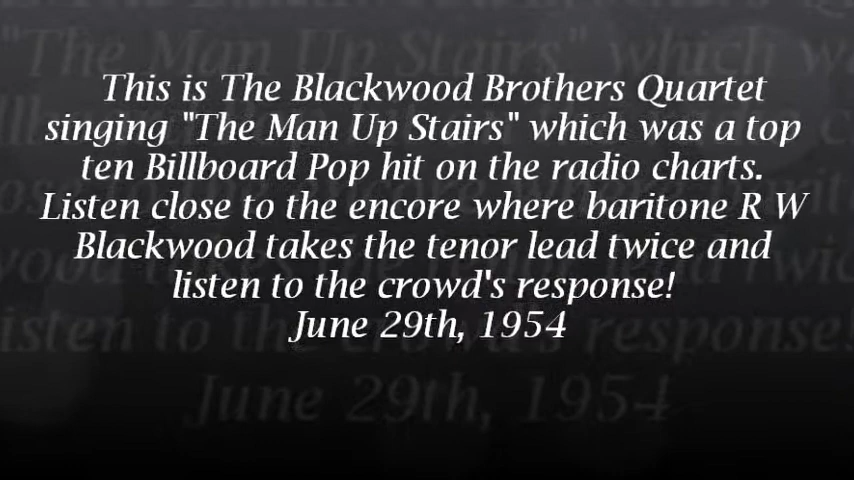 This is The Blackwood Brothers Quartet
singing "The Man Up Stairs" which was a top
ten Billboard Pop hit on the radio charts.
Listen close to the encore where baritone R W
Blackwood takes the tenor lead twice and
listen to the crowd's response!
June 29th, 1954